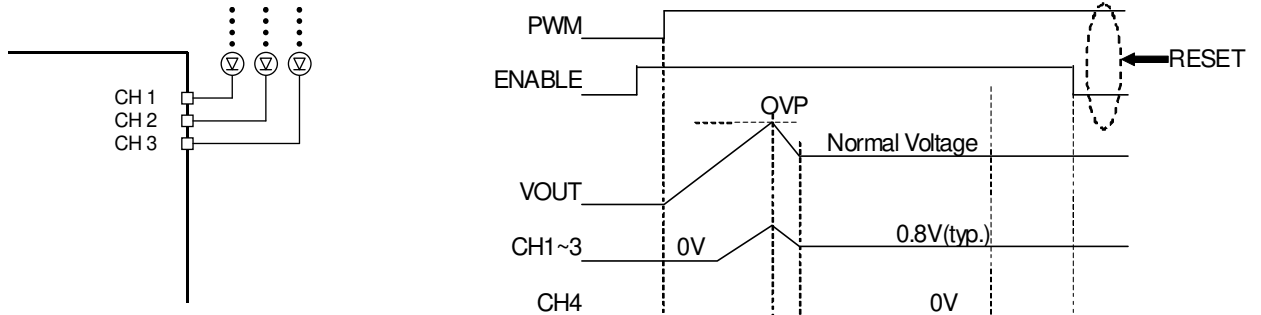 CH 1
CH 2
CH 3
PWM
RESET
ENABLE
OVP
Normal Voltage
VOUT
CH1~3
0V
0.8V(typ.)
CH4
0V